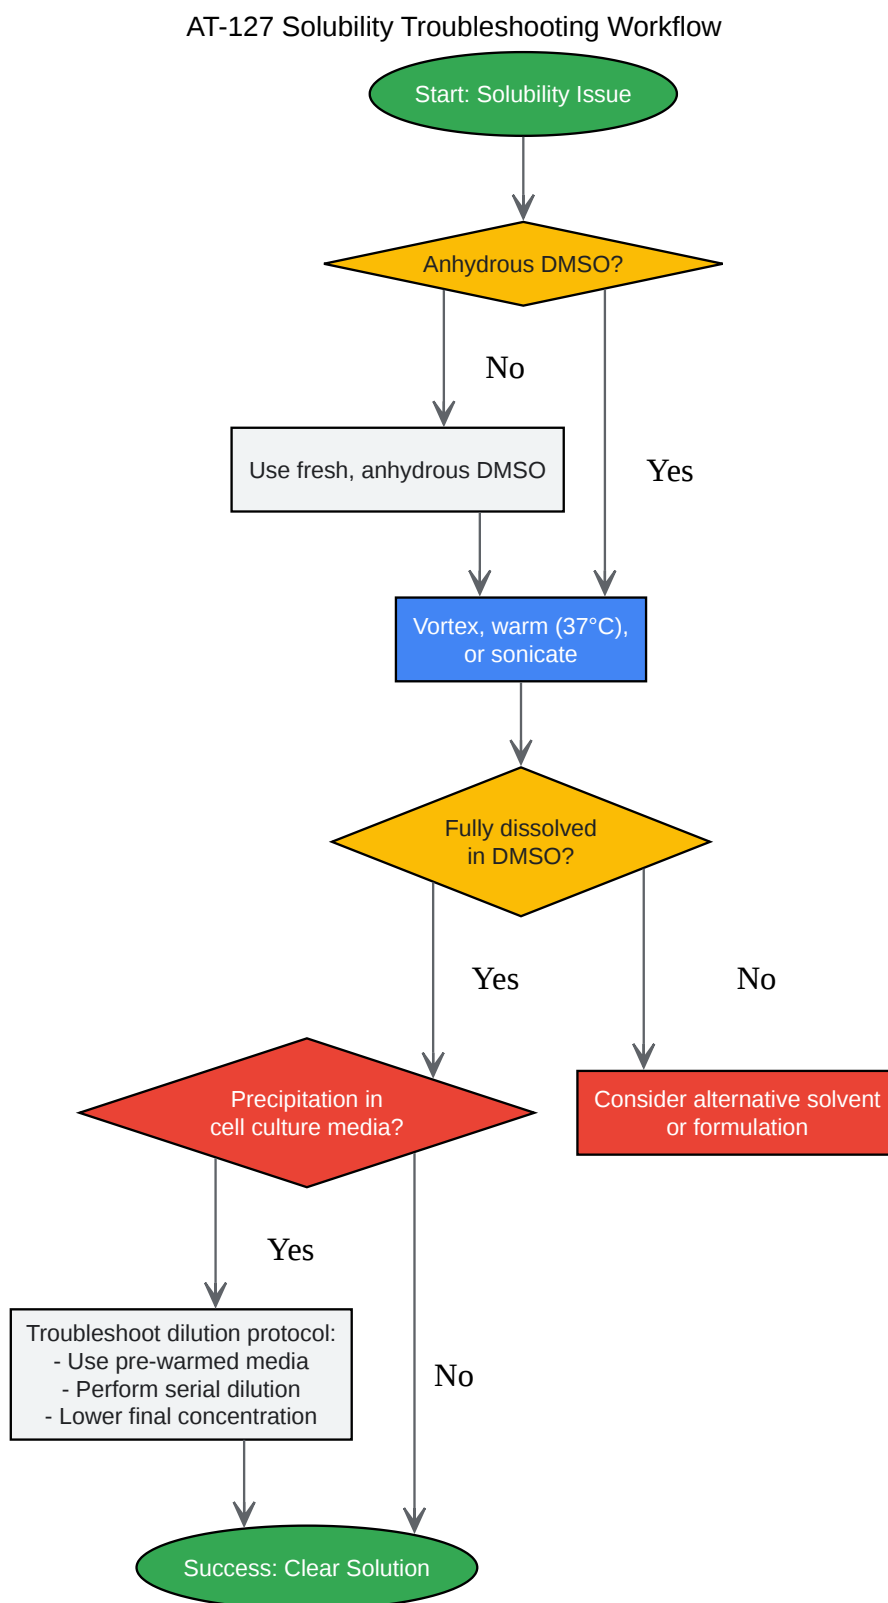 AT-127 Solubility Troubleshooting Workflow
Start: Solubility Issue
Anhydrous DMSO?
No
Use fresh, anhydrous DMSO
Yes
Vortex, warm (37°C),
or sonicate
Fully dissolved
in DMSO?
Yes
No
Precipitation in
cell culture media?
Consider alternative solvent
or formulation
Yes
Troubleshoot dilution protocol:
- Use pre-warmed media
- Perform serial dilution
- Lower final concentration
No
Success: Clear Solution